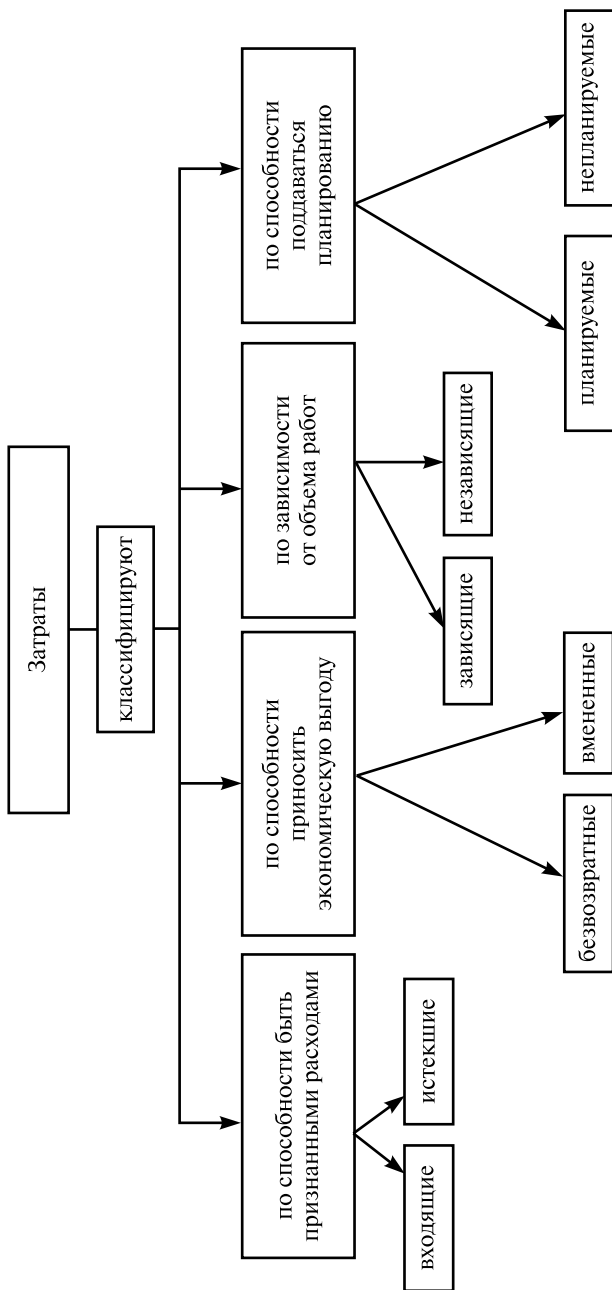 Затраты
классифицируют
по способности быть
признанными расходами
по способности
приносить
экономическую выгоду
по зависимости
от объема работ
по способности
поддаваться
планированию
входящие
истекшие
безвозвратные
вмененные
зависящие
независящие
планируемые
непланируемые